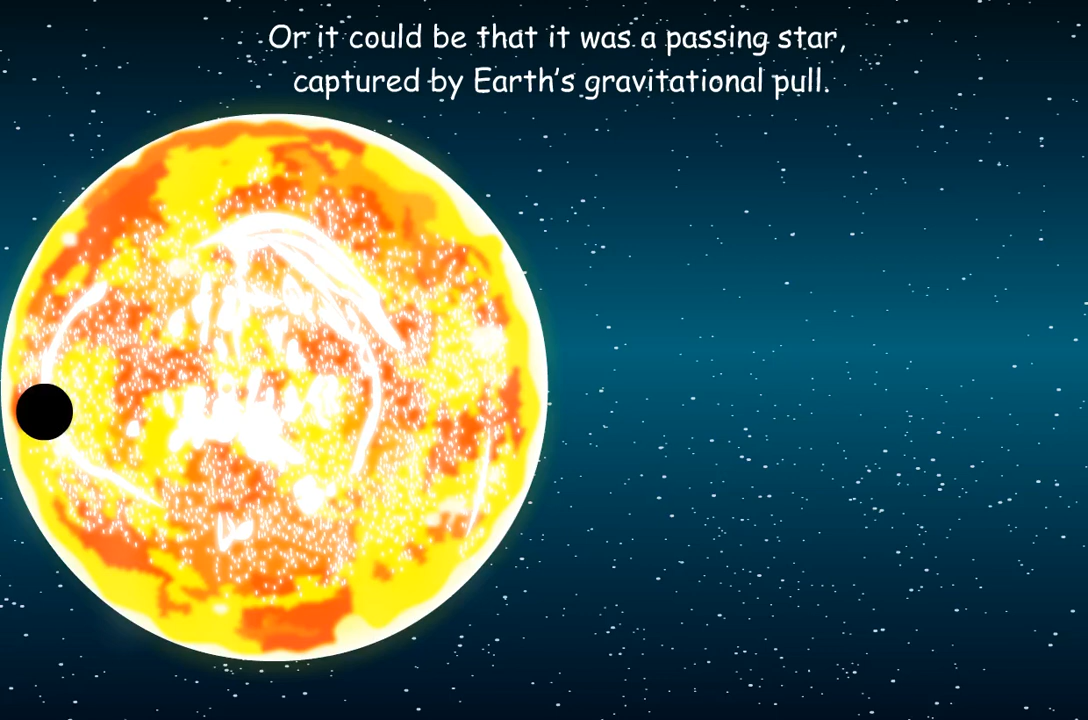 Or it could be that it was a passing star,
captured by Earth's gravitational pull.